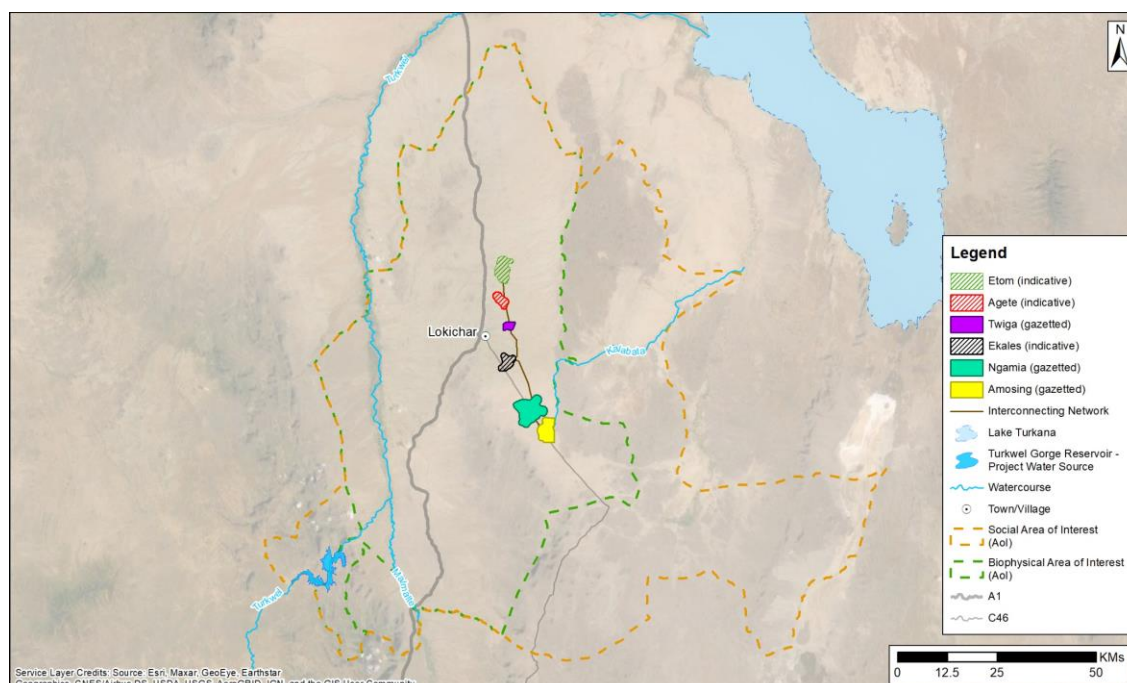 N
Turkwel
Lokichar
Kalabata
Malmalte
Turkwel
Legend
Etom (indicative)
Agete (indicative)
Twiga (gazetted)
Ekales (indicative)
Ngamia (gazetted)
Amosing (gazetted)
Interconnecting Network
Lake Turkana
Turkwel Gorge Reservoir -
Project Water Source
Watercourse
Town/Village
Social Area of Interest
(AoI)
Biophysical Area of Interest
(AoI)
A1
C46
KMs
0 12.5 25 50
Service Layer Credits: Source: Esri, Maxar, GeoEye, Earthstar